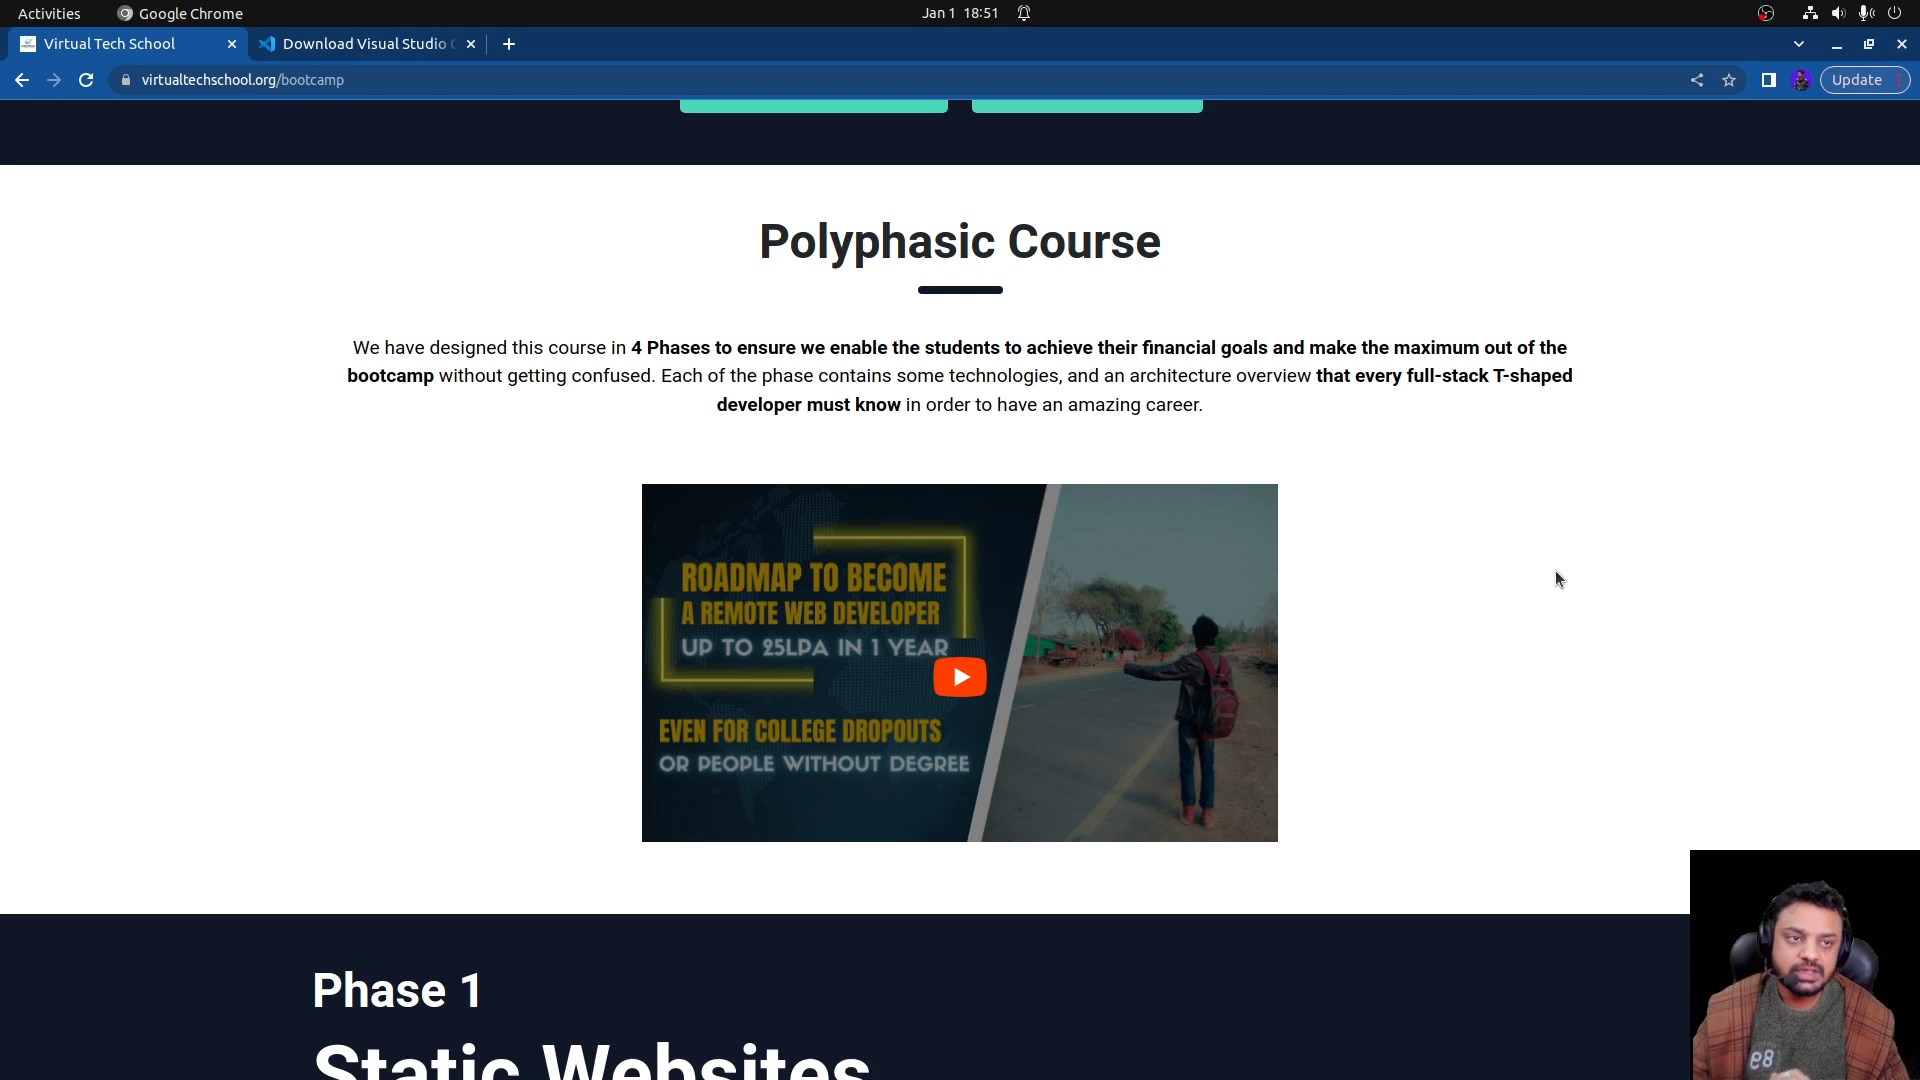 Activities
Google Chrome
Jan 1 18:51
Virtual Tech School
Download Visual Studio
virtualtechschool.org/bootcamp
Update
Polyphasic Course
We have designed this course in 4 Phases to ensure we enable the students to achieve their financial goals and make the maximum out of the
bootcamp without getting confused. Each of the phase contains some technologies, and an architecture overview that every full-stack T-shaped
developer must know in order to have an amazing career.
ROADMAP TO BECOME
A REMOTE WEB DEVELOPER
UP TO 25LPA IN 1 YEAR
EVEN FOR COLLEGE DROPOUTS
OR PEOPLE WITHOUT DEGREE
Phase 1
Static Websites